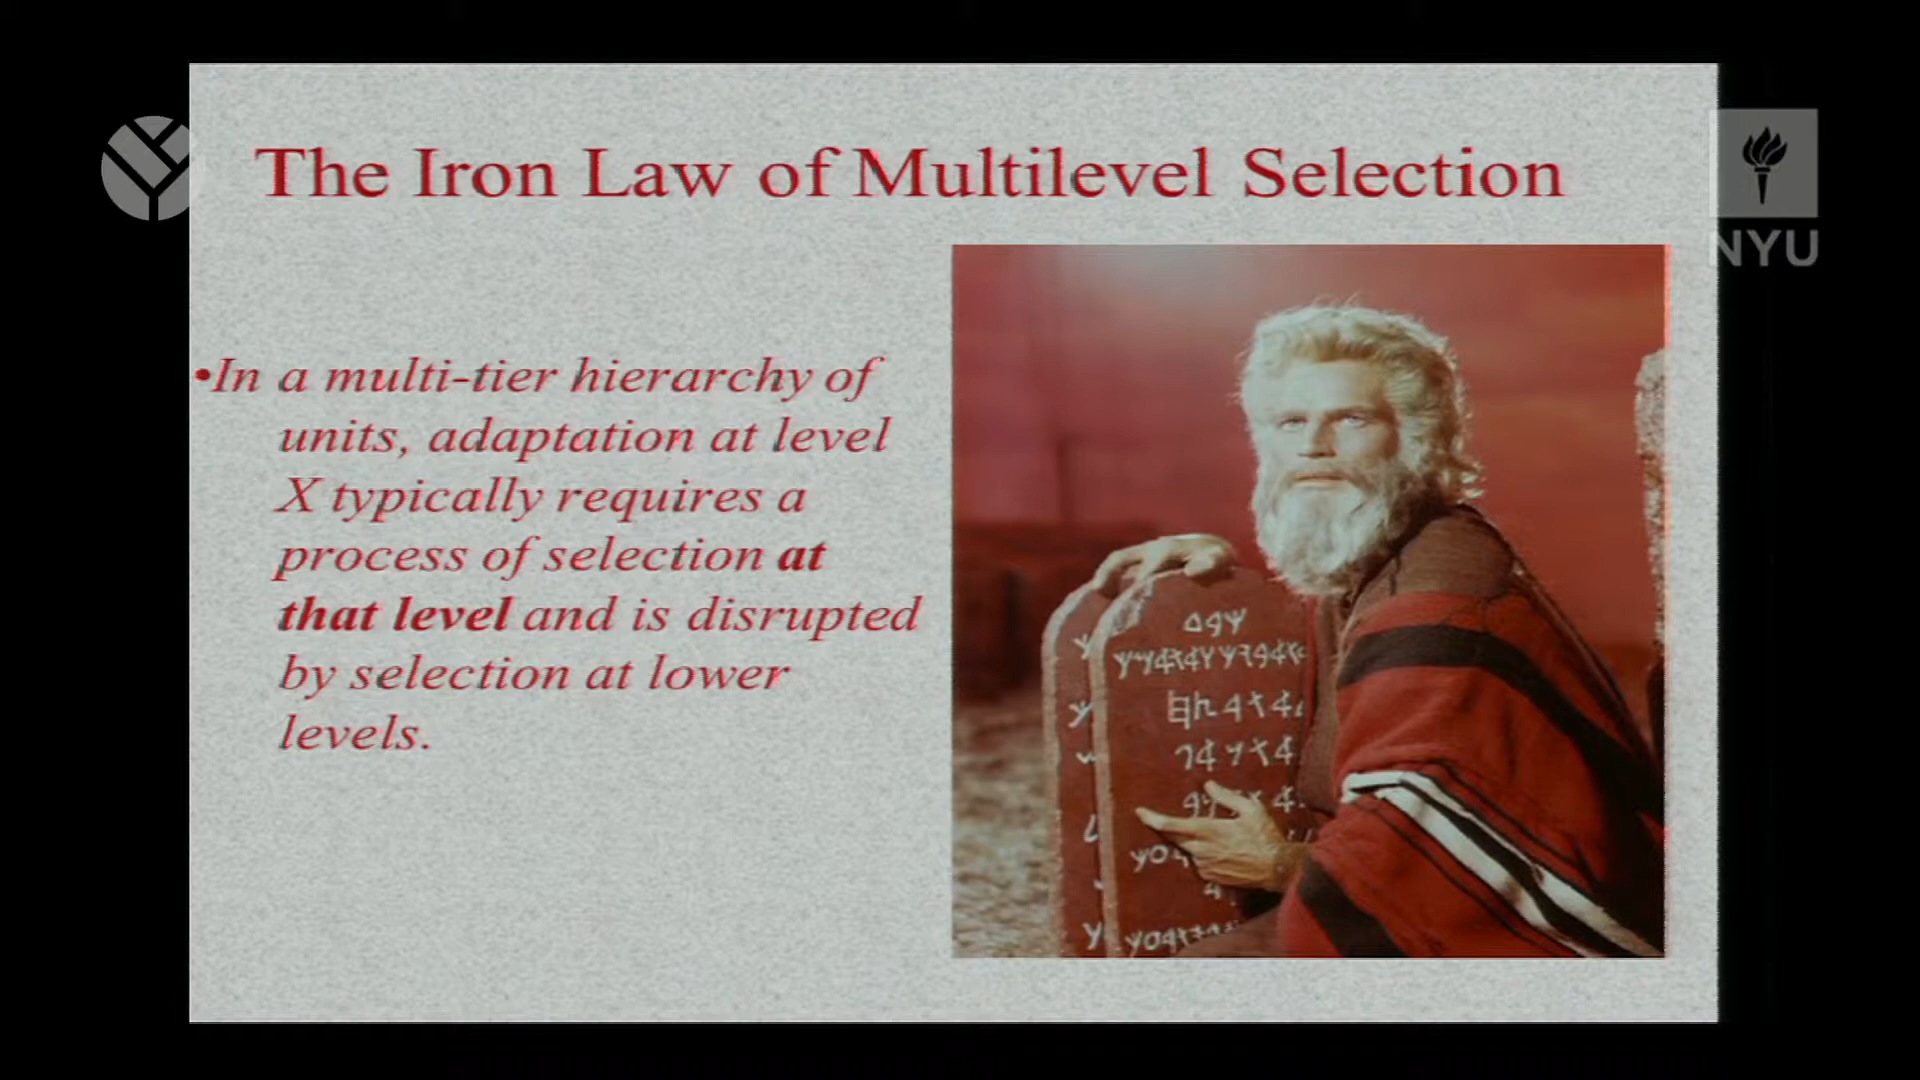 The Iron Law of Multilevel Selection
NYU
•In a multi-tier hierarchy of
units, adaptation at level
X typically requires a
process of selection at
that level and is disrupted
by selection at lower
levels.